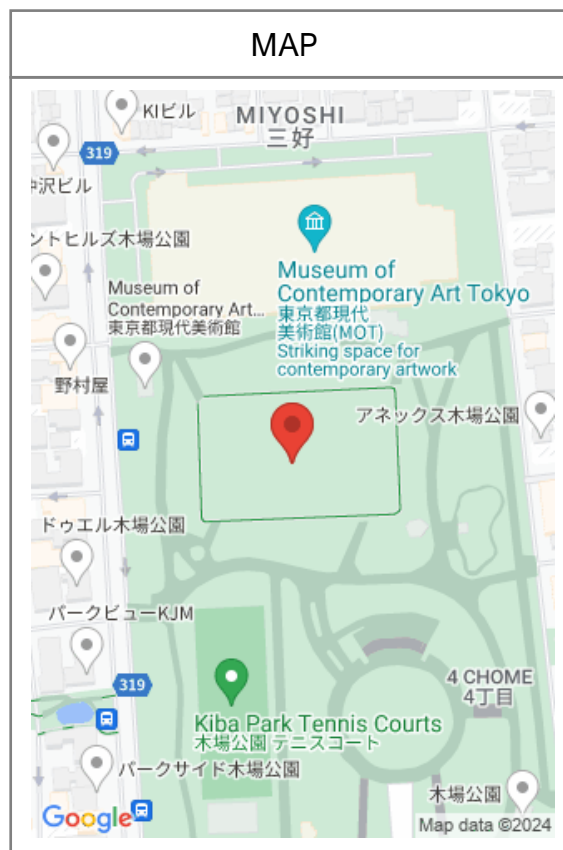 MAP
KIビル
MIYOSHI
三好
319
中沢ビル
ントヒルズ木場公園
Museum of
Contemporary Art...
東京都現代美術館
Museum of
Contemporary Art Tokyo
東京都現代
美術館(MOT)
Striking space for
contemporary artwork
野村屋
アネックス木場公園
ドゥエル木場公園
パークビューKJM
319
4 CHOME
4丁目
Kiba Park Tennis Courts
木場公園 テニスコート
パークサイド木場公園
木場公園
Google
Map data ©2024